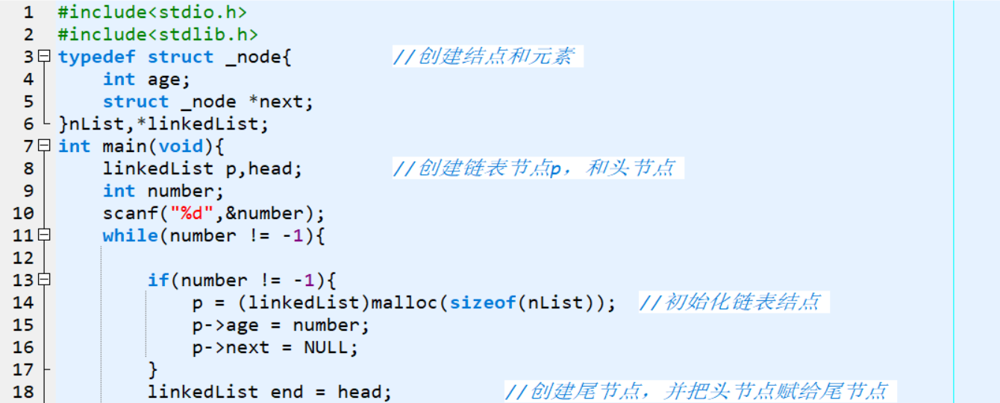 1 #include<stdio.h>
2 #include<stdlib.h>
3 typedef struct _node{ //创建结点和元素
4 int age;
5 struct _node *next;
6 }nList,*linkedList;
7 int main(void){
8 linkedList p,head; //创建链表节点p，和头节点
9 int number;
10 scanf("%d",&number);
11 while(number != -1){
12
13 if(number != -1){
14 p = (linkedList)malloc(sizeof(nList)); //初始化链表结点
15 p->age = number;
16 p->next = NULL;
17 }
18 linkedList end = head; //创建尾节点，并把头节点赋给尾节点